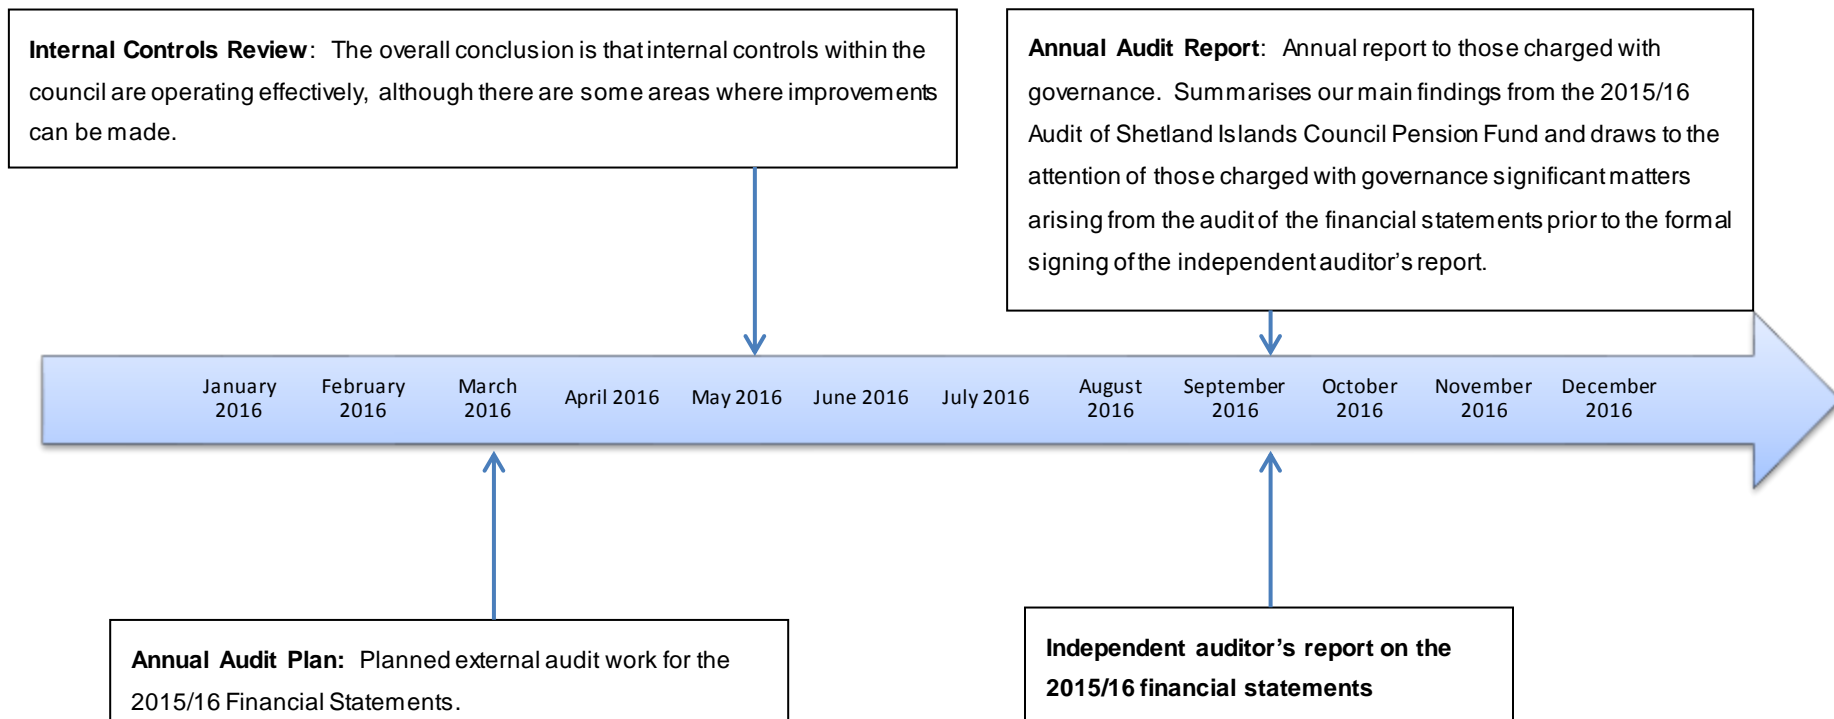 Internal Controls Review: The overall conclusion is that internal controls within the
council are operating effectively, although there are some areas where improvements
can be made.
Annual Audit Report: Annual report to those charged with
governance. Summarises our main findings from the 2015/16
Audit of Shetland Islands Council Pension Fund and draws to the
attention of those charged with governance significant matters
arising from the audit of the financial statements prior to the formal
signing of the independent auditor’s report.
January
2016
February
2016
March
2016
April 2016
May 2016
June 2016
July 2016
August
2016
September
2016
October
2016
November
2016
December
2016
Annual Audit Plan: Planned external audit work for the
2015/16 Financial Statements.
Independent auditor’s report on the
2015/16 financial statements